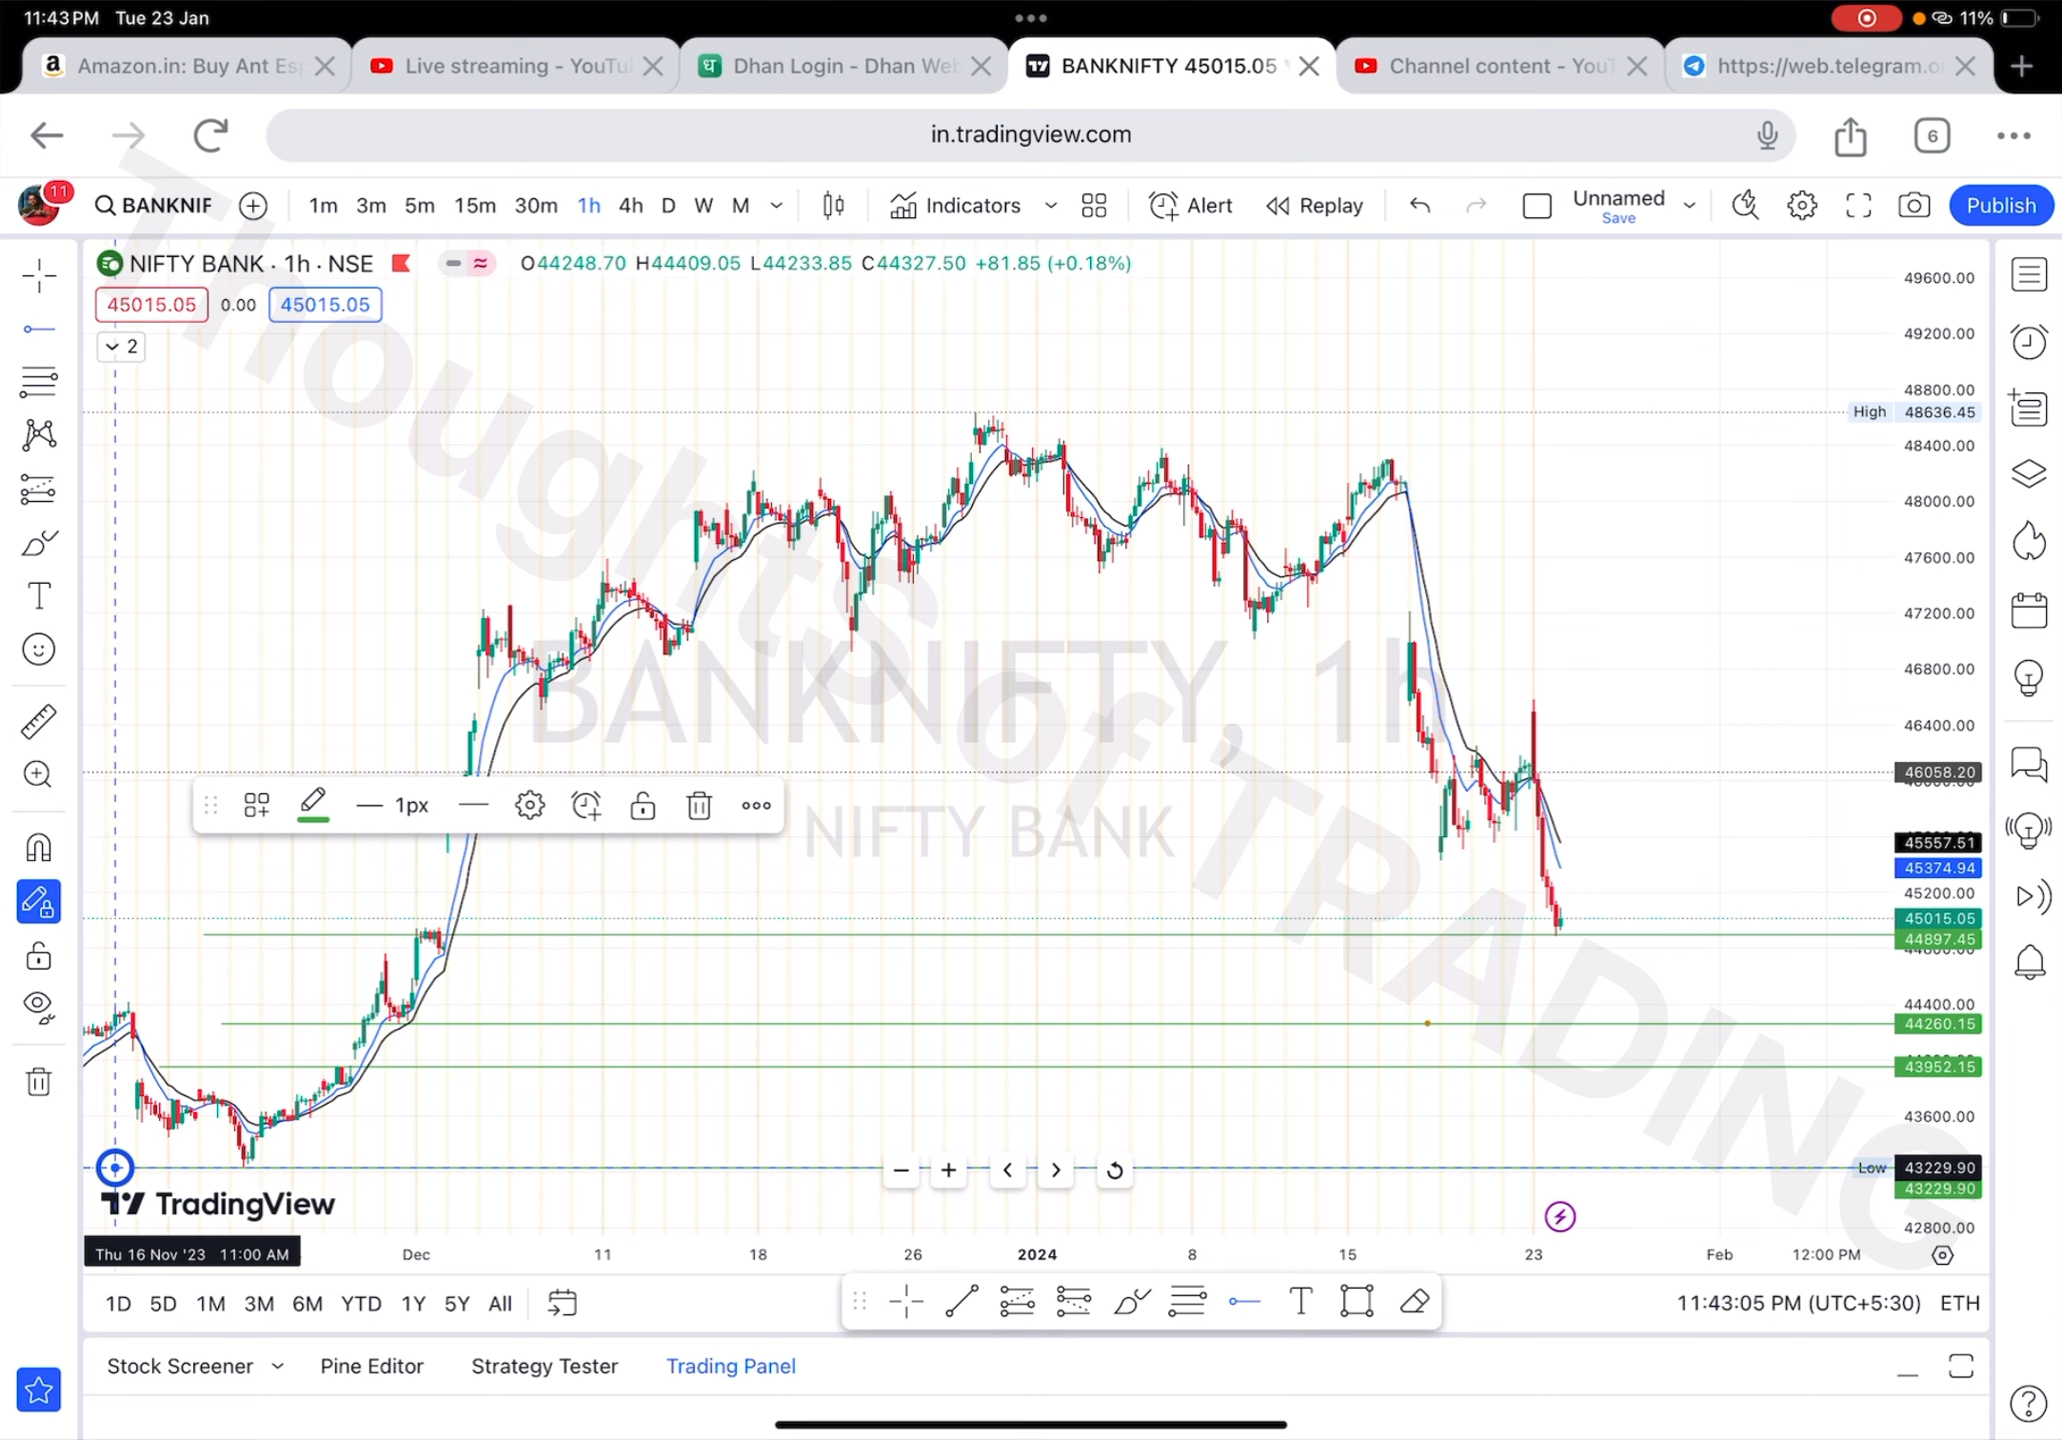 11:43 PM Tue 23 Jan
11%
Amazon.in: Buy Ant Es
Live streaming - YouTu
Dhan Login - Dhan We
BANKNIFTY 45015.05
Channel content - YouT
https://web.telegram.o
in.tradingview.com
6
11
BANKNIF
1m 3m 5m 15m 30m 1h 4h D W M
Indicators
Alert
Replay
Unnamed
Save
Publish
NIFTY BANK · 1h · NSE
O44248.70 H44409.05 L44233.85 C44327.50 +81.85 (+0.18%)
45015.05 0.00 45015.05
2
49600.00
49200.00
48800.00
High 48636.45
48400.00
48000.00
47600.00
47200.00
46800.00
46400.00
46058.20
45557.51
45374.94
45200.00
45015.05
44897.45
44400.00
44260.15
43952.15
43600.00
Low 43229.90
43229.90
42800.00
ThoughtS of TRADING
BANKNIFTY, 1h
NIFTY BANK
1px
TradingView
Thu 16 Nov '23 11:00 AM
Dec 11 18 26 2024 8 15 23 Feb 12:00 PM
1D 5D 1M 3M 6M YTD 1Y 5Y All
11:43:05 PM (UTC+5:30) ETH
Stock Screener
Pine Editor
Strategy Tester
Trading Panel